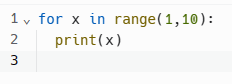 1 for x in range(1,10):
2   print(x)
3